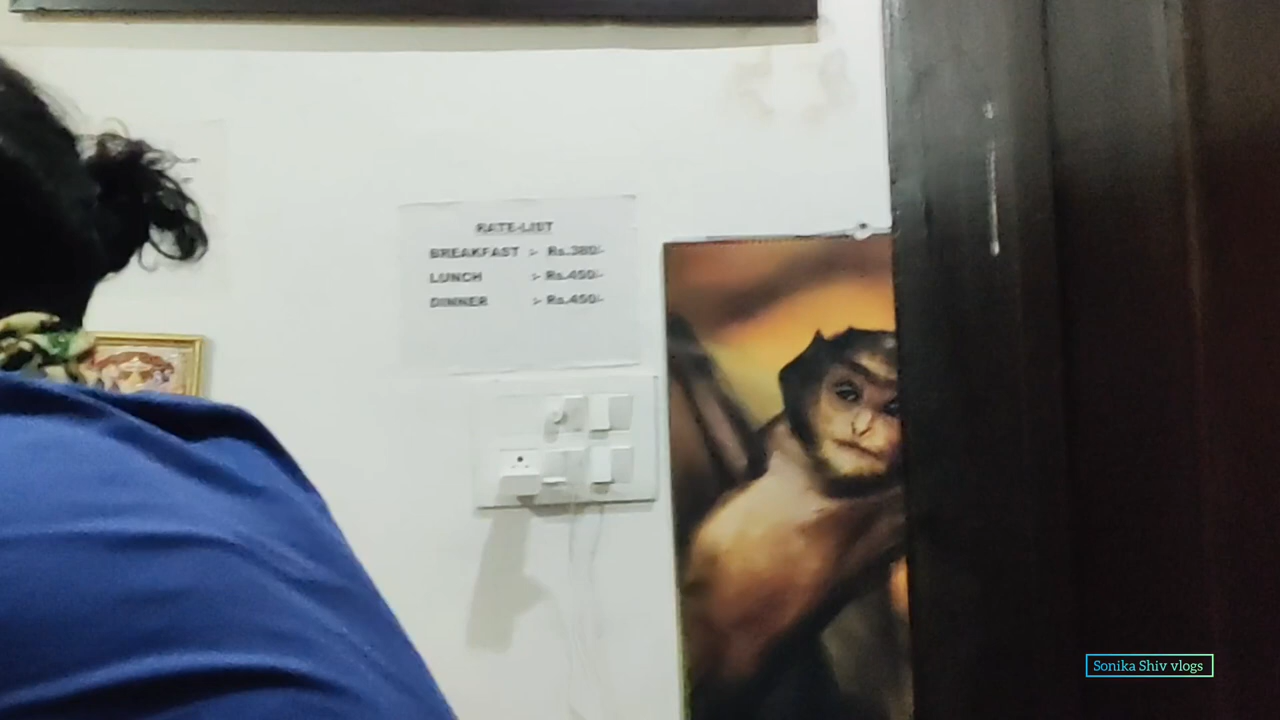 RATE-LIST
BREAKFAST :- Rs.380/-
LUNCH :- Rs.450/-
DINNER :- Rs.450/-
Sonika Shiv vlogs